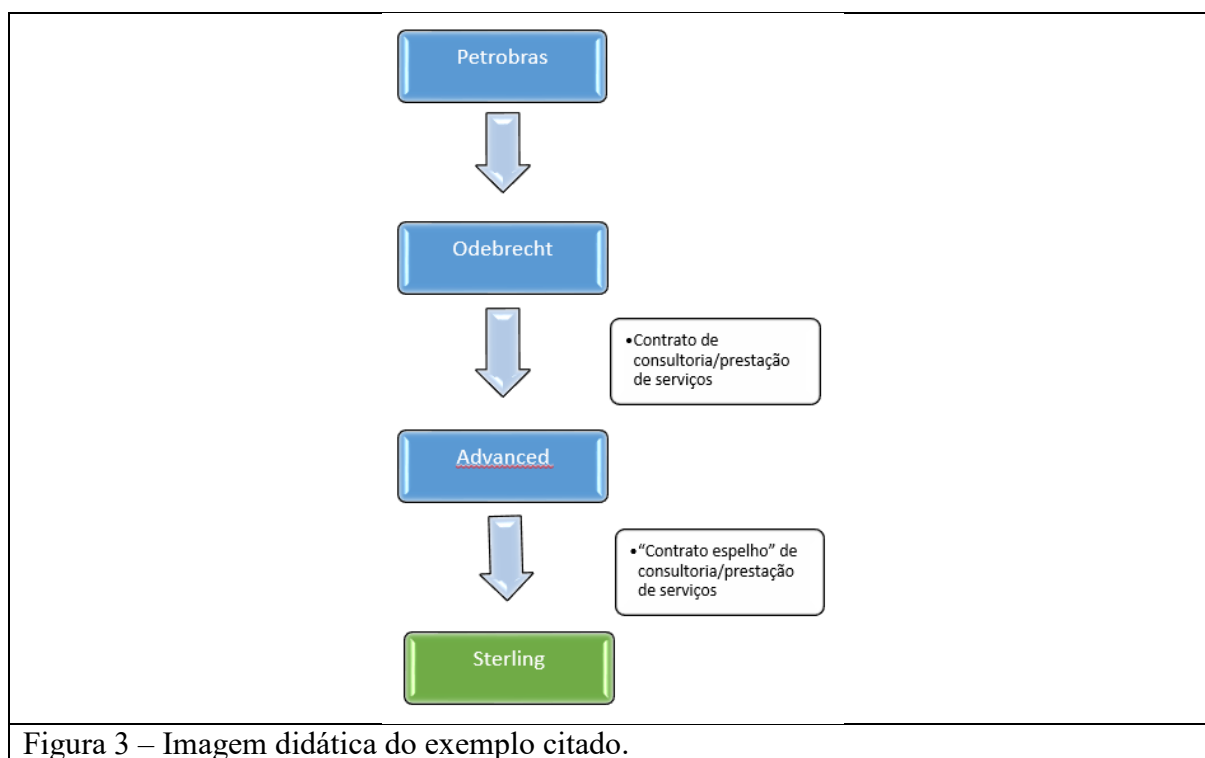 Petrobras
Odebrecht
•Contrato de
consultoria/prestação
de serviços
Advanced
•“Contrato espelho” de
consultoria/prestação
de serviços
Sterling
Figura 3 – Imagem didática do exemplo citado.